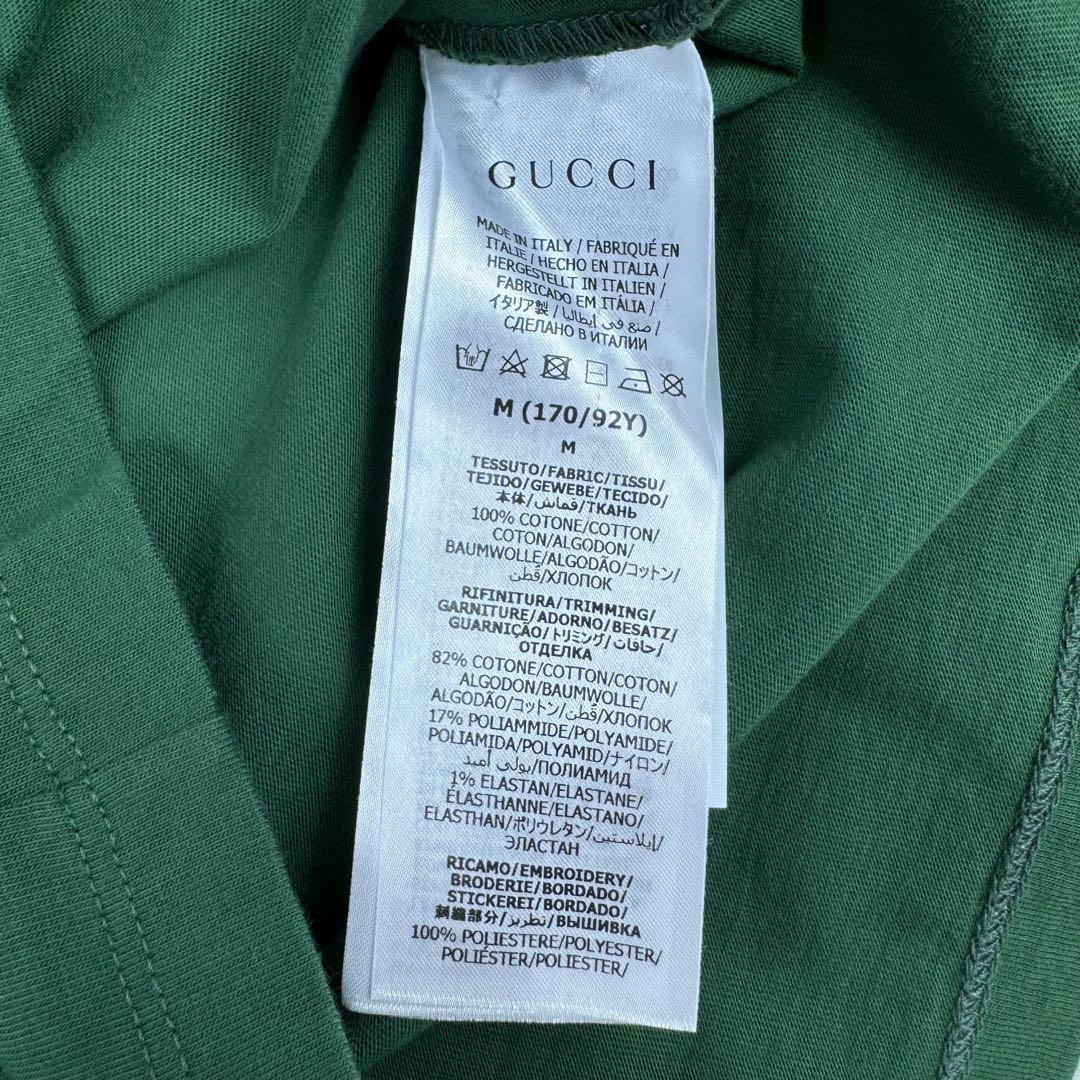 GUCCI
MADE IN ITALY / FABRIQUÉ EN
ITALIE / HECHO EN ITALIA /
HERGESTELLT IN ITALIEN /
FABRICADO EM ITÁLIA /
イタリア製 / صنع في إيطاليا /
СДЕЛАНО В ИТАЛИИ
M (170/92Y)
M
TESSUTO/FABRIC/TISSU/
TEJIDO/GEWEBE/TECIDO/
本体/قماش/ТКАНЬ
100% COTONE/COTTON/
COTON/ALGODON/
BAUMWOLLE/ALGODÃO/コットン/
قُطن/ХЛОПОК
RIFINITURA/TRIMMING/
GARNITURE/ADORNO/BESATZ/
GUARNIÇÃO/トリミング/حافات/
ОТДЕЛКА
82% COTONE/COTTON/COTON/
ALGODON/BAUMWOLLE/
ALGODÃO/コットン/قُطن/ХЛОПОК
17% POLIAMMIDE/POLYAMIDE/
POLIAMIDA/POLYAMID/ナイロン/
بولي أميد/ПОЛИАМИД
1% ELASTAN/ELASTANE/
ÉLASTHANNE/ELASTANO/
ELASTHAN/ポリウレタン/إيلاستين/
ЭЛАСТАН
RICAMO/EMBROIDERY/
BRODERIE/BORDADO/
STICKEREI/BORDADO/
刺繍部分/تطريز/ВЫШИВКА
100% POLIESTERE/POLYESTER/
POLIÉSTER/POLIESTER/